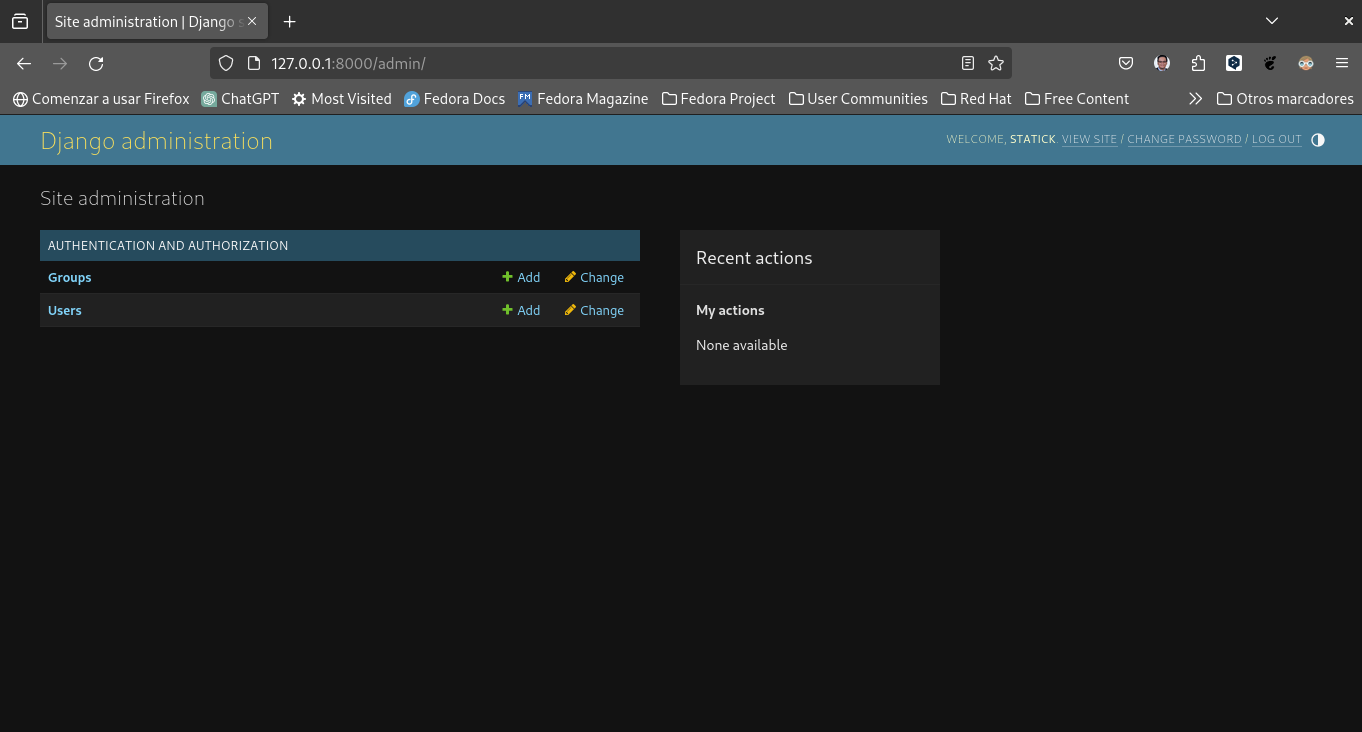 Site administration | Django s
127.0.0.1:8000/admin/
Comenzar a usar Firefox ChatGPT Most Visited Fedora Docs FM Fedora Magazine Fedora Project User Communities Red Hat Free Content Otros marcadores
Django administration
WELCOME, STATICK. VIEW SITE / CHANGE PASSWORD / LOG OUT
Site administration
AUTHENTICATION AND AUTHORIZATION
Groups Add Change
Users Add Change
Recent actions
My actions
None available